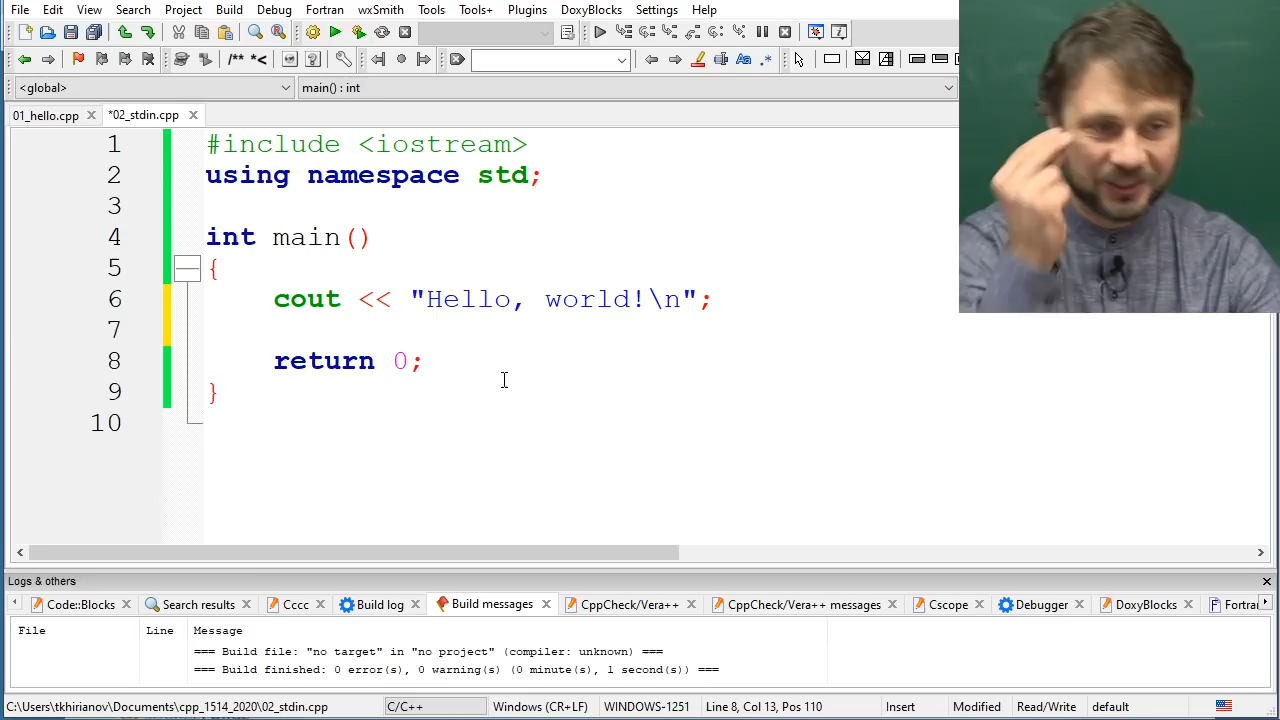 File Edit View Search Project Build Debug Fortran wxSmith Tools Tools+ Plugins DoxyBlocks Settings Help
/** *<
Aa .*
<global> main() : int
01_hello.cpp *02_stdin.cpp
1 #include <iostream>
2 using namespace std;
3
4 int main()
5 {
6 cout << "Hello, world!\n";
7
8 return 0;
9 }
10
Logs & others
Code::Blocks Search results Cccc Build log Build messages CppCheck/Vera++ CppCheck/Vera++ messages Cscope Debugger DoxyBlocks Fortran
File Line Message
=== Build file: "no target" in "no project" (compiler: unknown) ===
=== Build finished: 0 error(s), 0 warning(s) (0 minute(s), 1 second(s)) ===
C:\Users\tkhirianov\Documents\cpp_1514_2020\02_stdin.cpp C/C++ Windows (CR+LF) WINDOWS-1251 Line 8, Col 13, Pos 110 Insert Modified Read/Write default